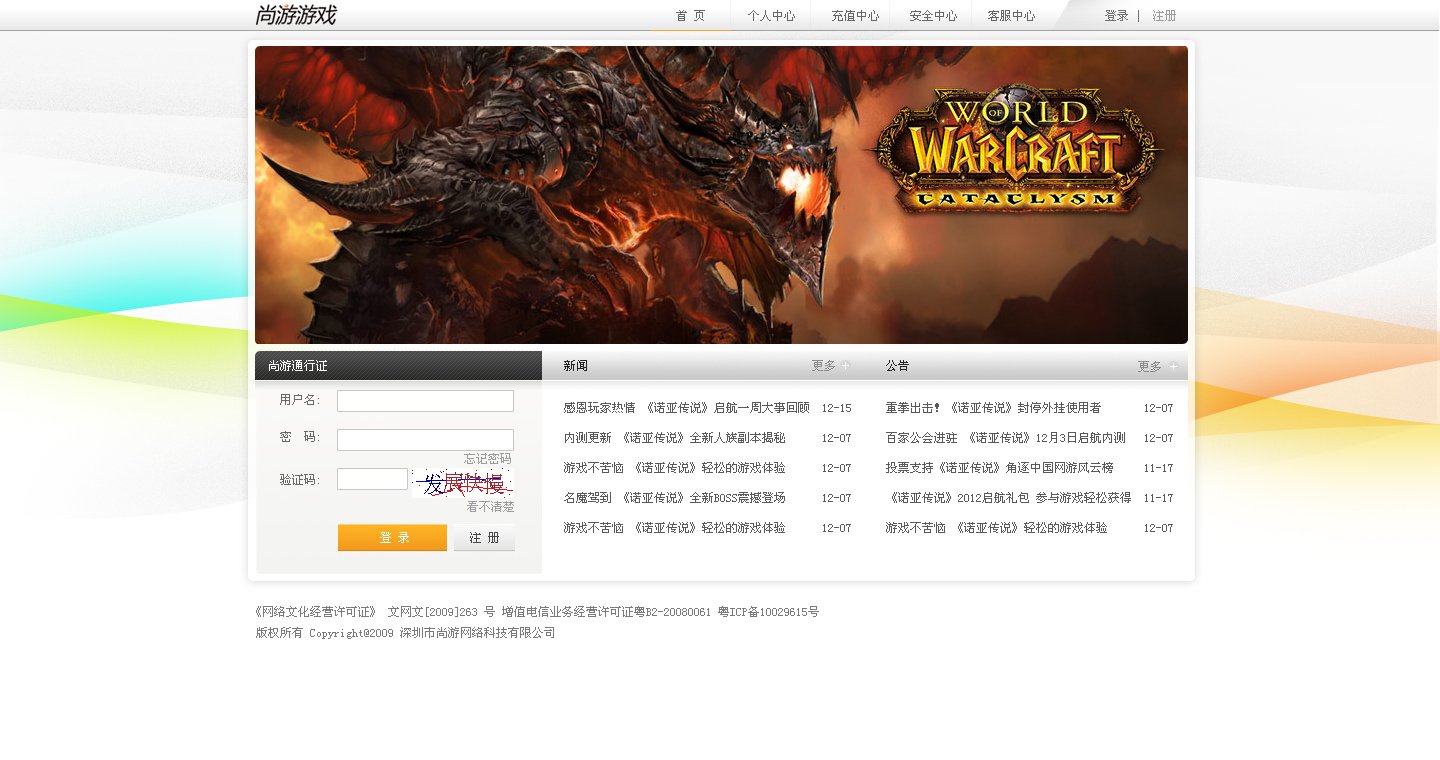 尚游游戏 首 页 个人中心 充值中心 安全中心 客服中心 登录 | 注册
WORLD
OF
WARCRAFT
CATACLYSM
尚游通行证
用户名:
密 码:
忘记密码
验证码: 发展快慢
看不清楚
登 录 注 册
新闻 更多 +
感恩玩家热情 《诺亚传说》启航一周大事回顾 12-15
内测更新 《诺亚传说》全新人族副本揭秘 12-07
游戏不苦恼 《诺亚传说》轻松的游戏体验 12-07
名魔驾到 《诺亚传说》全新BOSS震撼登场 12-07
游戏不苦恼 《诺亚传说》轻松的游戏体验 12-07
公告 更多 +
重拳出击!《诺亚传说》封停外挂使用者 12-07
百家公会进驻 《诺亚传说》12月3日启航内测 12-07
投票支持《诺亚传说》角逐中国网游风云榜 11-17
《诺亚传说》2012启航礼包 参与游戏轻松获得 11-17
游戏不苦恼 《诺亚传说》轻松的游戏体验 12-07
《网络文化经营许可证》 文网文[2009]263 号 增值电信业务经营许可证粤B2-20080061 粤ICP备10029615号
版权所有 Copyright@2009 深圳市尚游网络科技有限公司